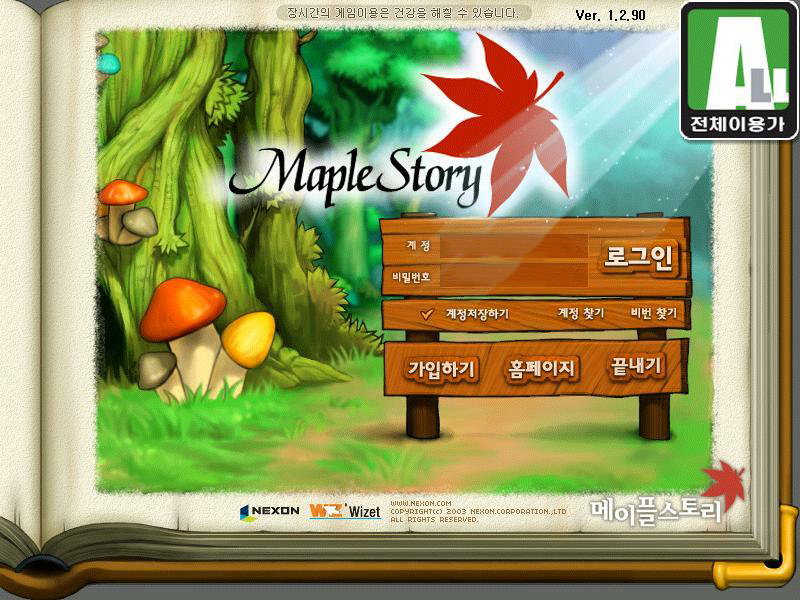 장시간의 게임이용은 건강을 해칠 수 있습니다.
Ver. 1.2.90
ALL
전체이용가
MapleStory
계 정
로그인
비밀번호
계정저장하기 계정 찾기 비번 찾기
가입하기 홈페이지 끝내기
NEXON Wizet
WWW.NEXON.COM
COPYRIGHT(c) 2003 NEXON.CORPORATION.,LTD
ALL RIGHTS RESERVED.
메이플스토리